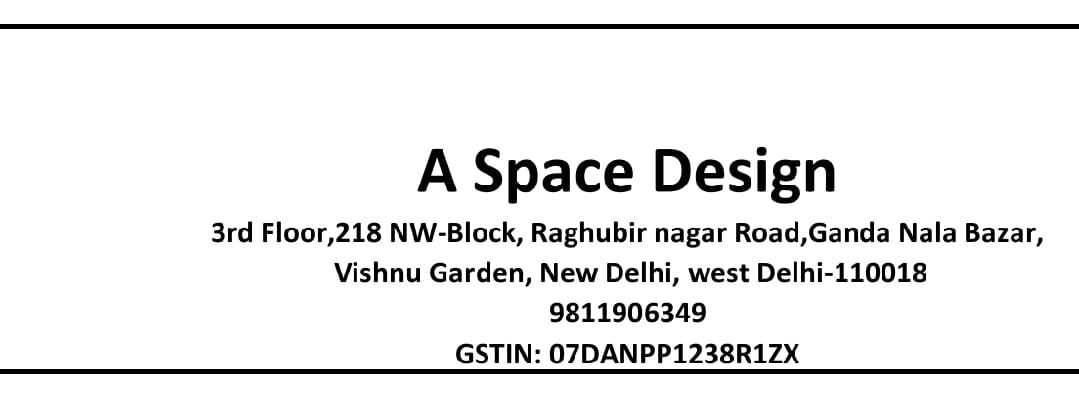 A Space Design
3rd Floor,218 NW-Block, Raghubir nagar Road,Ganda Nala Bazar,
Vishnu Garden, New Delhi, west Delhi-110018
9811906349
GSTIN: 07DANPP1238R1ZX